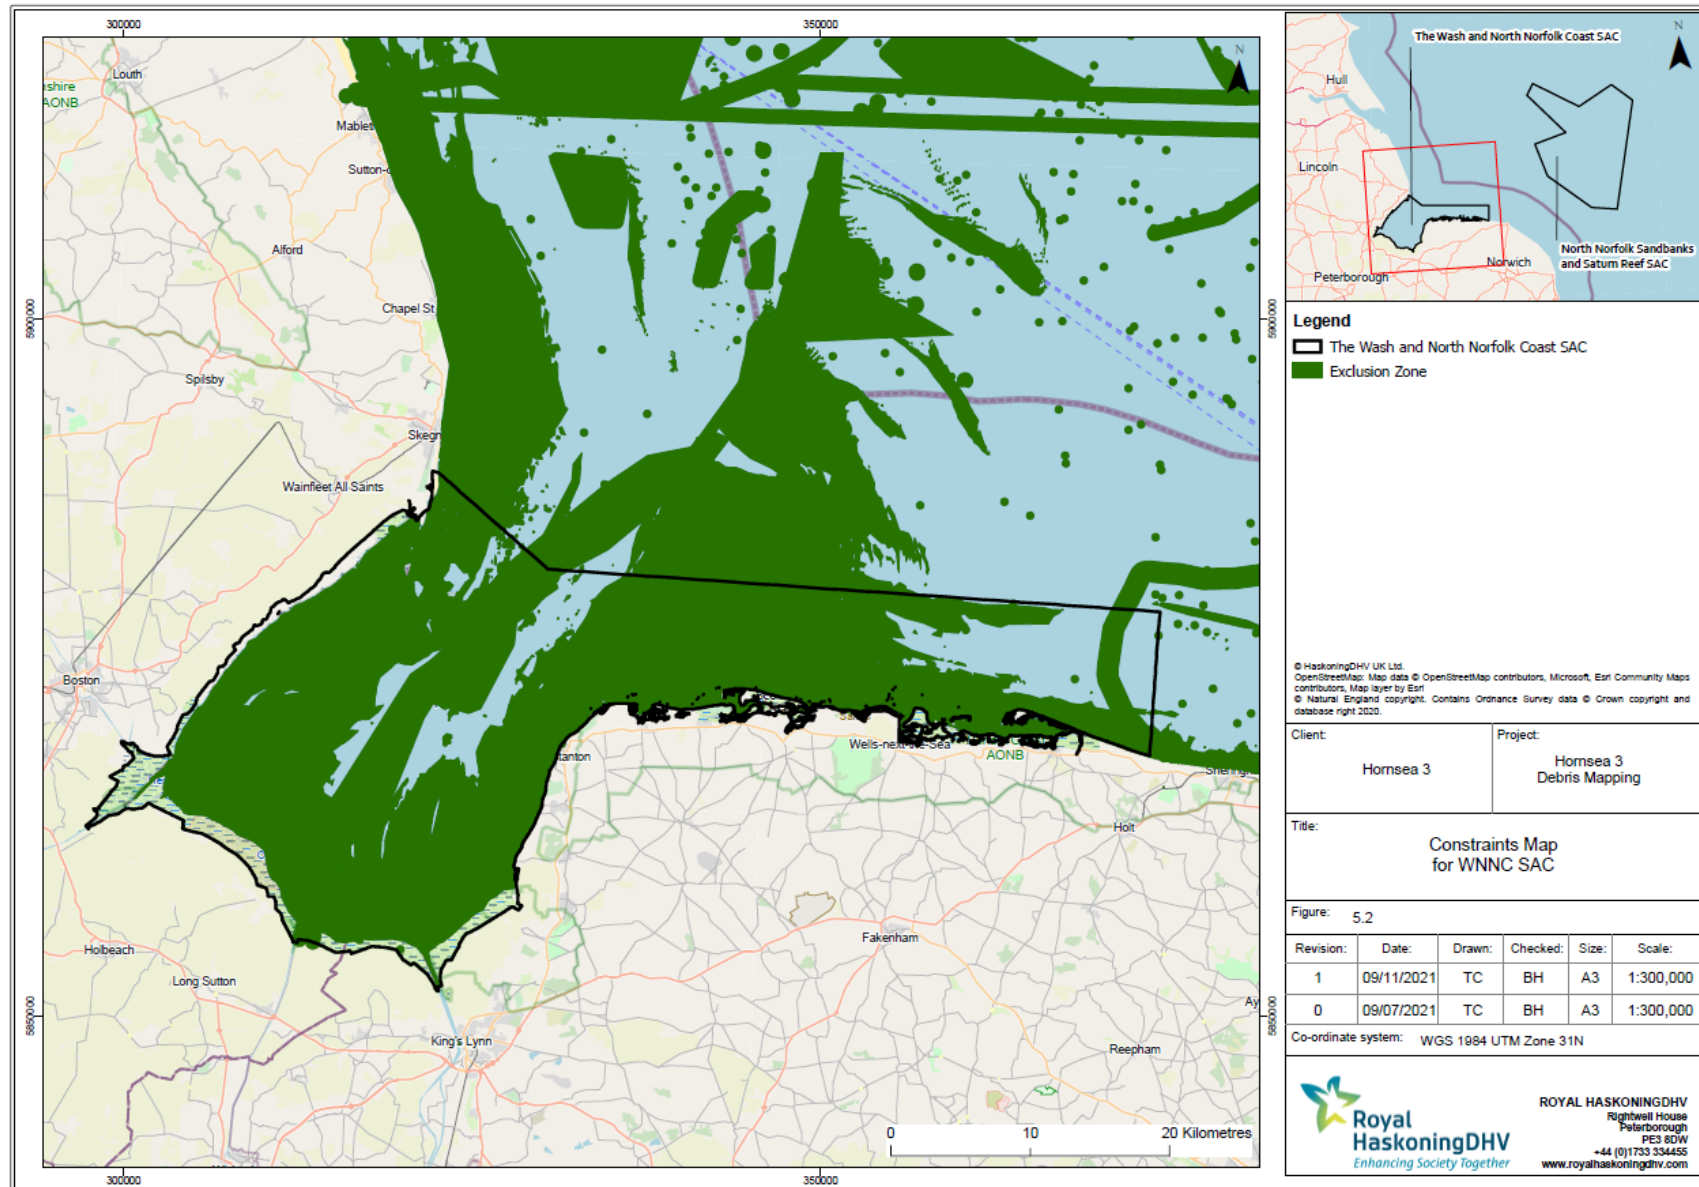 300000
350000
Louth
shire
AONB
Mablet
Sutton-o
Alford
Chapel St
5900000
5900000
Spilsby
Skegn
Wainfleet All Saints
Boston
Wells-next-the-Sea
AONB
Holt
Holbeach
Long Sutton
Fakenham
King's Lynn
Reepham
5850000
5850000
0 10 20 Kilometres
300000
350000
N
The Wash and North Norfolk Coast SAC
N
Hull
Lincoln
Peterborough
Norwich
North Norfolk Sandbanks
and Saturn Reef SAC
Legend
The Wash and North Norfolk Coast SAC
Exclusion Zone
© HaskoningDHV UK Ltd.
OpenStreetMap: Map data © OpenStreetMap contributors, Microsoft, Esri Community Maps
contributors, Map layer by Esri
© Natural England copyright. Contains Ordnance Survey data © Crown copyright and
database right 2020.
Client:
Hornsea 3
Project:
Hornsea 3
Debris Mapping
Title:
Constraints Map
for WNNC SAC
Figure: 5.2
Revision: Date: Drawn: Checked: Size: Scale:
1 09/11/2021 TC BH A3 1:300,000
0 09/07/2021 TC BH A3 1:300,000
Co-ordinate system: WGS 1984 UTM Zone 31N
Royal
HaskoningDHV
Enhancing Society Together
ROYAL HASKONINGDHV
Rightwell House
Peterborough
PE3 8DW
+44 (0)1733 334455
www.royalhaskoningdhv.com